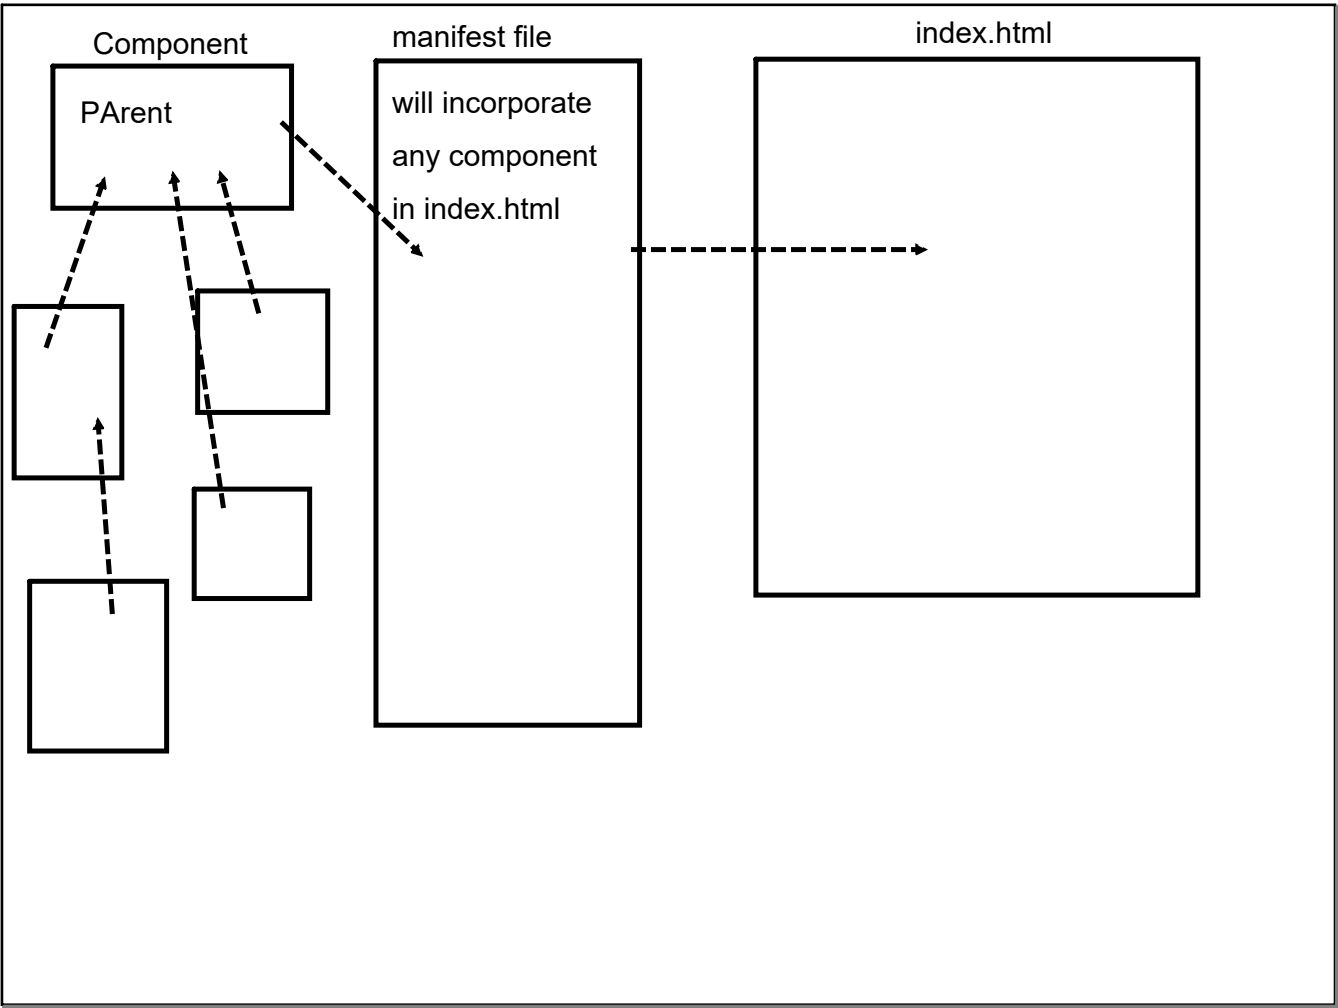 Component
PArent
manifest file
will incorporate
any component
in index.html
index.html